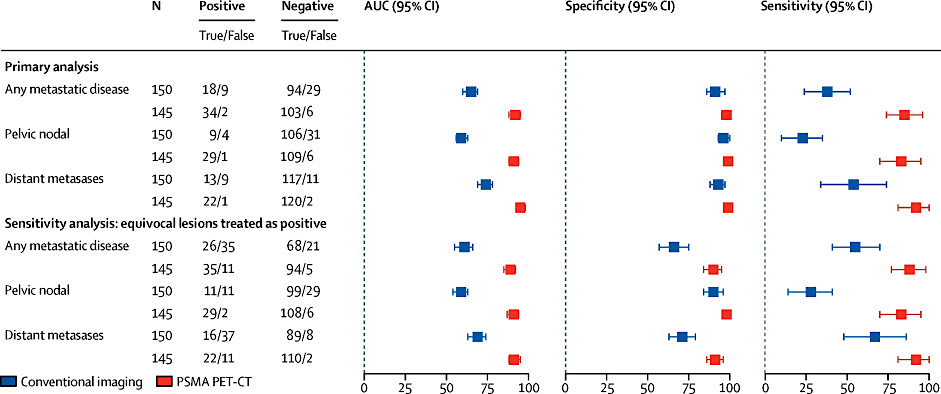 N Positive Negative AUC (95% CI) Specificity (95% CI) Sensitivity (95% CI)
True/False True/False
Primary analysis
Any metastatic disease 150 18/9 94/29
145 34/2 103/6
Pelvic nodal 150 9/4 106/31
145 29/1 109/6
Distant metasases 150 13/9 117/11
145 22/1 120/2
Sensitivity analysis: equivocal lesions treated as positive
Any metastatic disease 150 26/35 68/21
145 35/11 94/5
Pelvic nodal 150 11/11 99/29
145 29/2 108/6
Distant metasases 150 16/37 89/8
145 22/11 110/2
Conventional imaging PSMA PET-CT
0 25 50 75 100 0 25 50 75 100 0 25 50 75 100